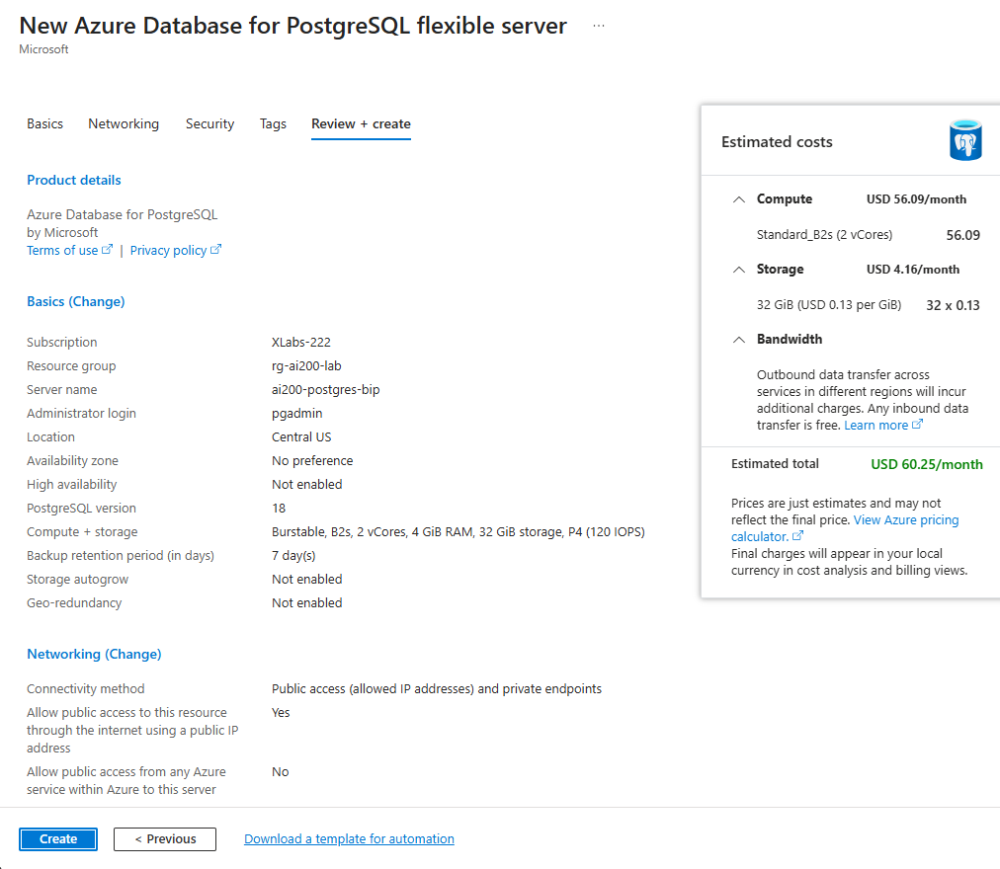 New Azure Database for PostgreSQL flexible server ...
Microsoft
Basics Networking Security Tags Review + create
Product details
Azure Database for PostgreSQL
by Microsoft
Terms of use | Privacy policy
Basics (Change)
Subscription XLabs-222
Resource group rg-ai200-lab
Server name ai200-postgres-bip
Administrator login pgadmin
Location Central US
Availability zone No preference
High availability Not enabled
PostgreSQL version 18
Compute + storage Burstable, B2s, 2 vCores, 4 GiB RAM, 32 GiB storage, P4 (120 IOPS)
Backup retention period (in days) 7 day(s)
Storage autogrow Not enabled
Geo-redundancy Not enabled
Networking (Change)
Connectivity method Public access (allowed IP addresses) and private endpoints
Allow public access to this resource Yes
through the internet using a public IP
address
Allow public access from any Azure No
service within Azure to this server
Estimated costs
Compute USD 56.09/month
Standard_B2s (2 vCores) 56.09
Storage USD 4.16/month
32 GiB (USD 0.13 per GiB) 32 x 0.13
Bandwidth
Outbound data transfer across
services in different regions will incur
additional charges. Any inbound data
transfer is free. Learn more
Estimated total USD 60.25/month
Prices are just estimates and may not
reflect the final price. View Azure pricing
calculator.
Final charges will appear in your local
currency in cost analysis and billing views.
Create < Previous Download a template for automation